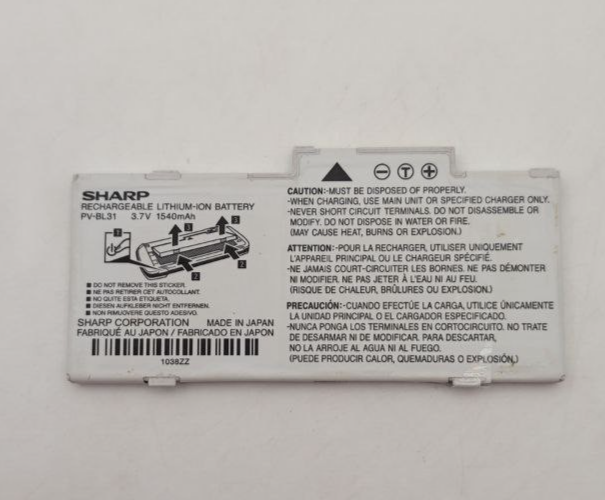 SHARP
RECHARGEABLE LITHIUM-ION BATTERY
PV-BL31 3.7V 1540mAh
1
3
3
2
2
■ DO NOT REMOVE THIS STICKER.
■ NE PAS RETIRER CET AUTOCOLLANT.
■ NO QUITE ESTA ETIQUETA.
■ DIESEN AUFKLEBER NICHT ENTFERNEN.
■ NON RIMUOVERE QUESTO ADESIVO.
SHARP CORPORATION MADE IN JAPAN
FABRIQUÉ AU JAPON / FABRICADO EN JAPÓN
1038ZZ
▲ − T +
CAUTION:-MUST BE DISPOSED OF PROPERLY.
-WHEN CHARGING, USE MAIN UNIT OR SPECIFIED CHARGER ONLY.
-NEVER SHORT CIRCUIT TERMINALS. DO NOT DISASSEMBLE OR
MODIFY. DO NOT DISPOSE IN WATER OR FIRE.
(MAY CAUSE HEAT, BURNS OR EXPLOSION.)
ATTENTION:-POUR LA RECHARGER, UTILISER UNIQUEMENT
L'APPAREIL PRINCIPAL OU LE CHARGEUR SPÉCIFIÉ.
-NE JAMAIS COURT-CIRCUITER LES BORNES. NE PAS DÉMONTER
NI MODIFIER. NE PAS JETER À L'EAU NI AU FEU.
(RISQUE DE CHALEUR, BRÛLURES OU EXPLOSION.)
PRECAUCIÓN:-CUANDO EFECTÚE LA CARGA, UTILICE ÚNICAMENTE
LA UNIDAD PRINCIPAL O EL CARGADOR ESPECIFICADO.
-NUNCA PONGA LOS TERMINALES EN CORTOCIRCUITO. NO TRATE
DE DESARMAR NI DE MODIFICAR. PARA DESCARTAR,
NO LA ARROJE AL AGUA NI AL FUEGO.
(PUEDE PRODUCIR CALOR, QUEMADURAS O EXPLOSIÓN.)